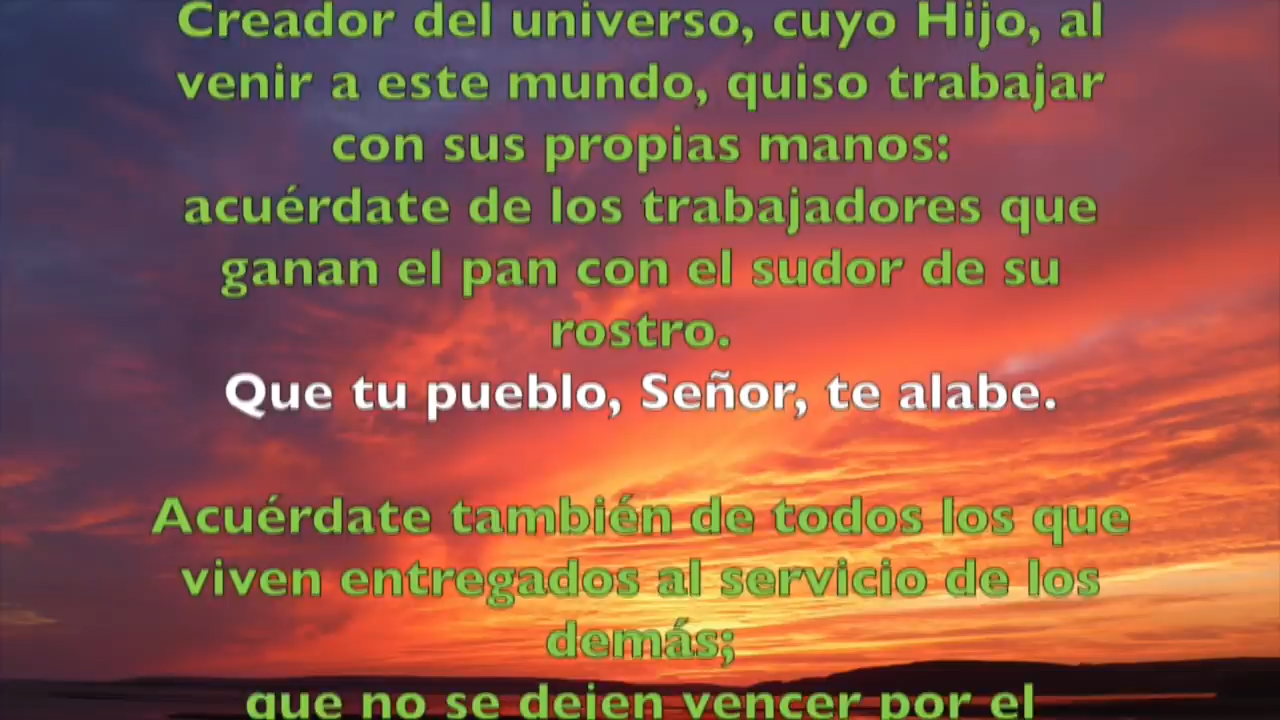 Creador del universo, cuyo Hijo, al
venir a este mundo, quiso trabajar
con sus propias manos:
acuérdate de los trabajadores que
ganan el pan con el sudor de su
rostro.
Que tu pueblo, Señor, te alabe.
Acuérdate también de todos los que
viven entregados al servicio de los
demás;
que no se dejen vencer por el